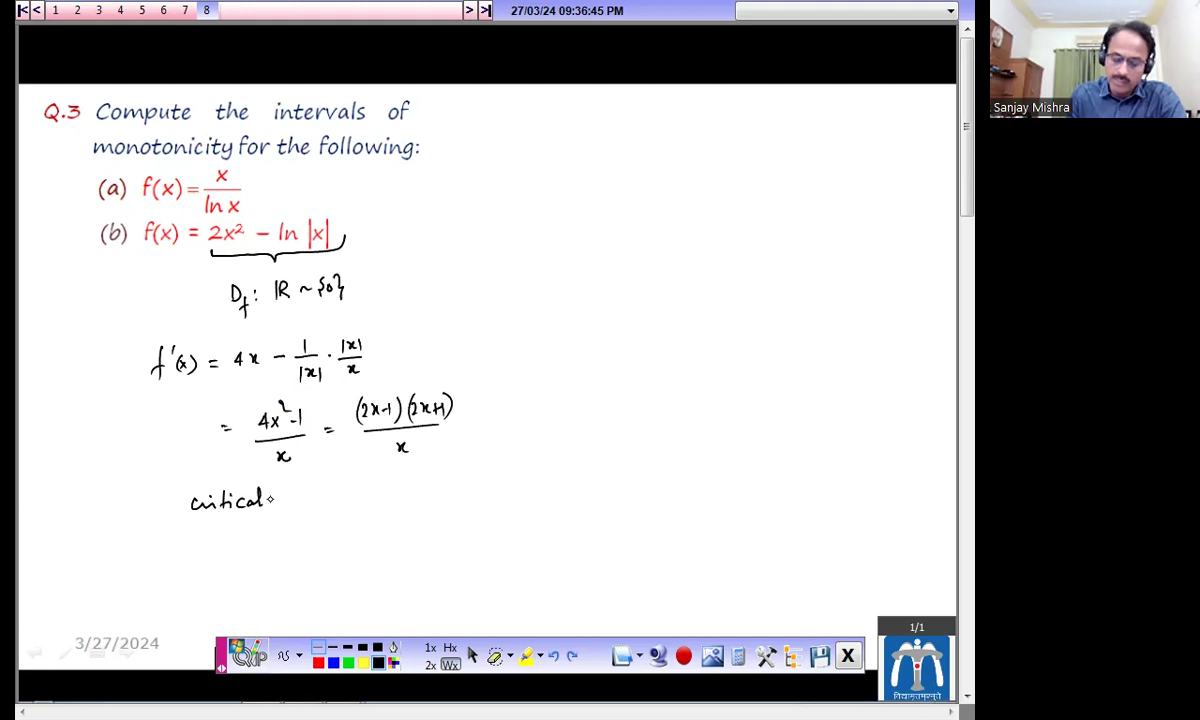 1 2 3 4 5 6 7 8 27/03/24 09:36:45 PM
Q.3 Compute the intervals of
monotonicity for the following:
(a) f(x) = x / ln x
(b) f(x) = 2x² - ln |x|
D_f : ℝ ~ {0}
f'(x) = 4x - 1/|x| · |x|/x
= (4x² - 1)/x = (2x-1)(2x+1)/x
critical
Sanjay Mishra
3/27/2024
1x Hx
2x Wx
X
1/1